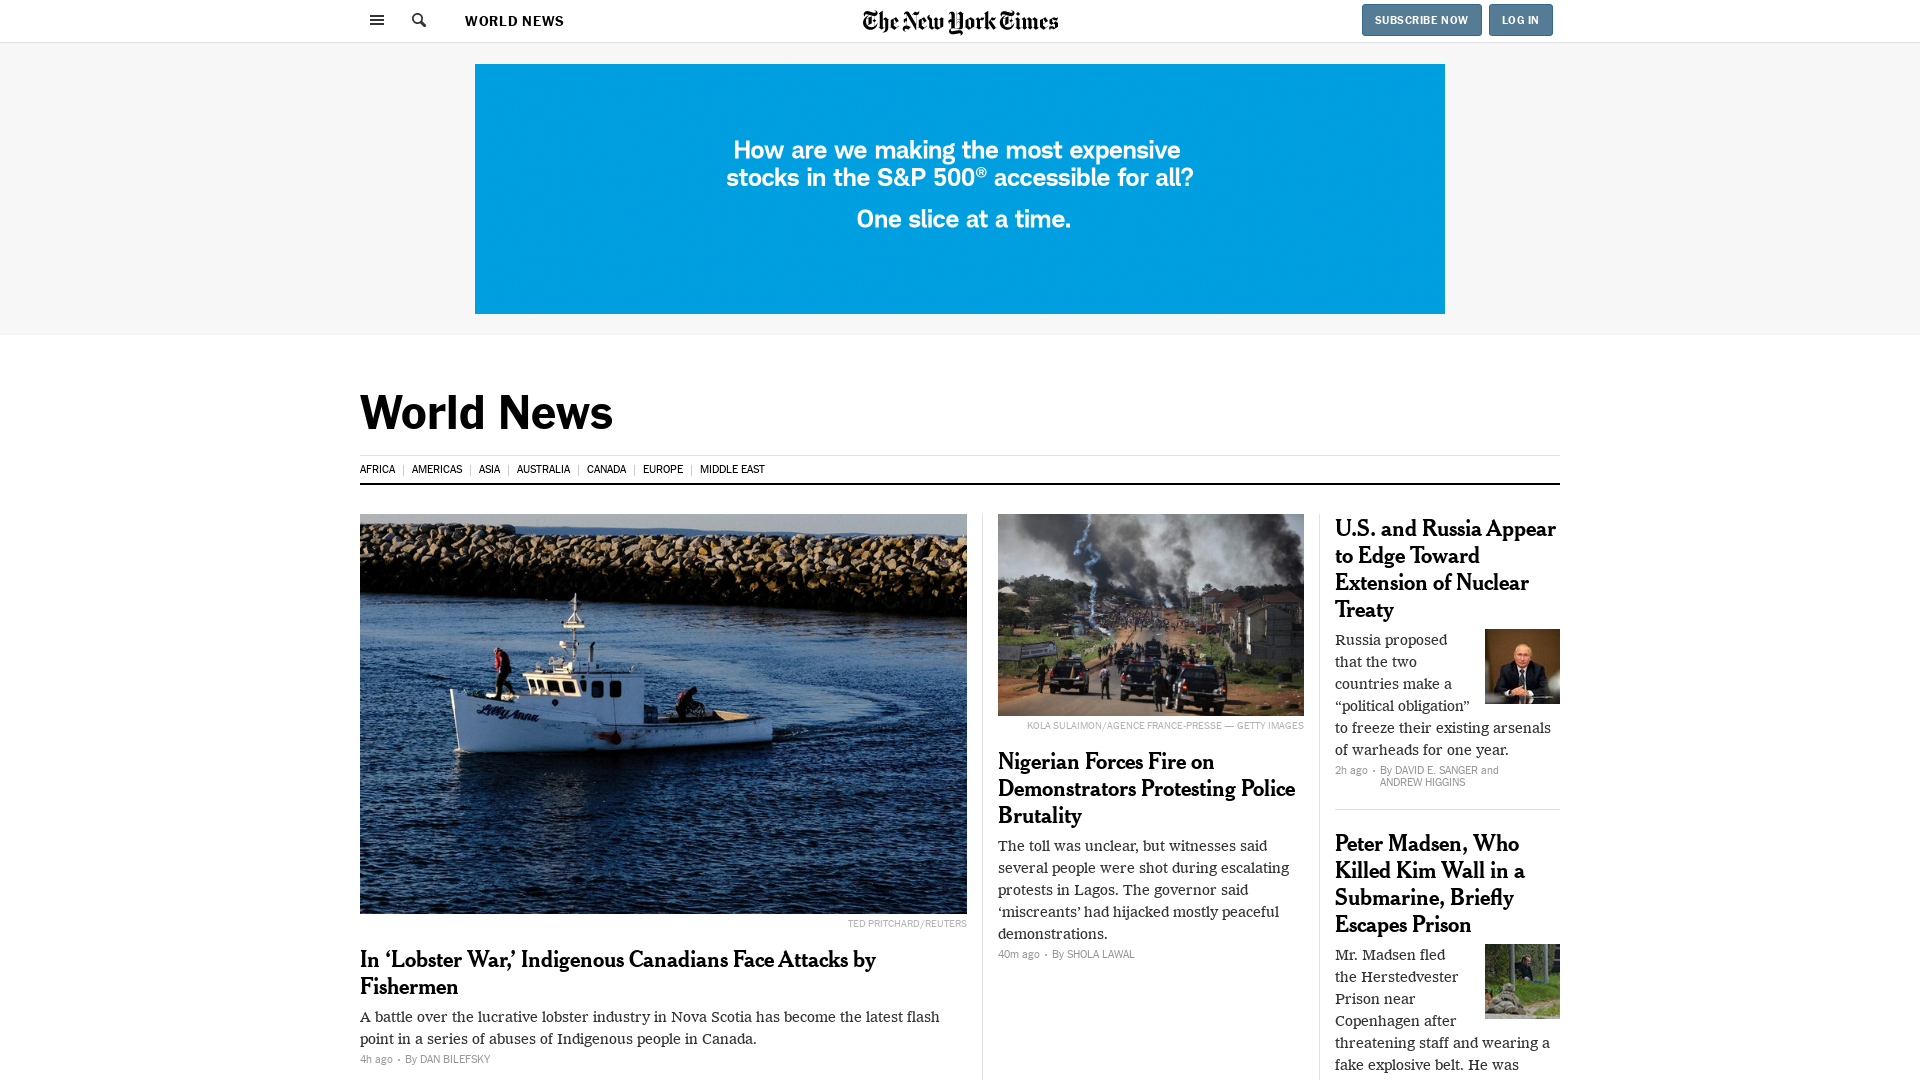 WORLD NEWS
The New York Times
SUBSCRIBE NOW
LOG IN
How are we making the most expensive
stocks in the S&P 500® accessible for all?
One slice at a time.
World News
AFRICA
AMERICAS
ASIA
AUSTRALIA
CANADA
EUROPE
MIDDLE EAST
Lilly Anna
TED PRITCHARD/REUTERS
In ‘Lobster War,’ Indigenous Canadians Face Attacks by
Fishermen
A battle over the lucrative lobster industry in Nova Scotia has become the latest flash
point in a series of abuses of Indigenous people in Canada.
4h ago · By DAN BILEFSKY
KOLA SULAIMON/AGENCE FRANCE-PRESSE — GETTY IMAGES
Nigerian Forces Fire on
Demonstrators Protesting Police
Brutality
The toll was unclear, but witnesses said
several people were shot during escalating
protests in Lagos. The governor said
‘miscreants’ had hijacked mostly peaceful
demonstrations.
40m ago · By SHOLA LAWAL
U.S. and Russia Appear
to Edge Toward
Extension of Nuclear
Treaty
Russia proposed
that the two
countries make a
“political obligation”
to freeze their existing arsenals
of warheads for one year.
2h ago · By DAVID E. SANGER and
ANDREW HIGGINS
Peter Madsen, Who
Killed Kim Wall in a
Submarine, Briefly
Escapes Prison
Mr. Madsen fled
the Herstedvester
Prison near
Copenhagen after
threatening staff and wearing a
fake explosive belt. He was